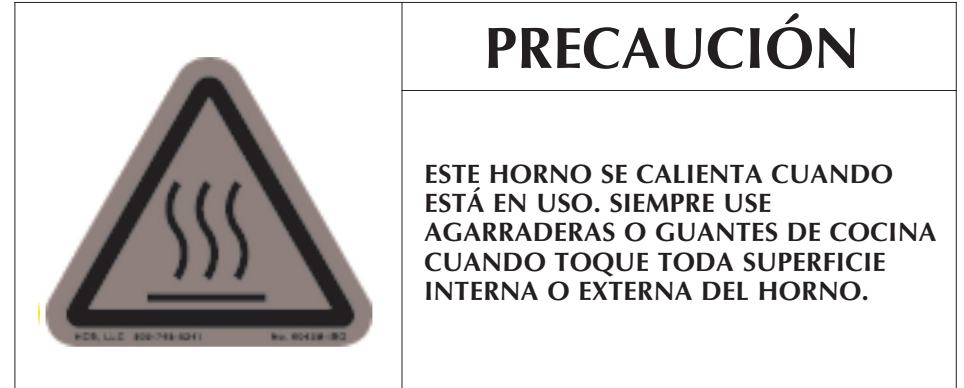 PRECAUCIÓN
ESTE HORNO SE CALIENTA CUANDO
ESTÁ EN USO. SIEMPRE USE
AGARRADERAS O GUANTES DE COCINA
CUANDO TOQUE TODA SUPERFICIE
INTERNA O EXTERNA DEL HORNO.